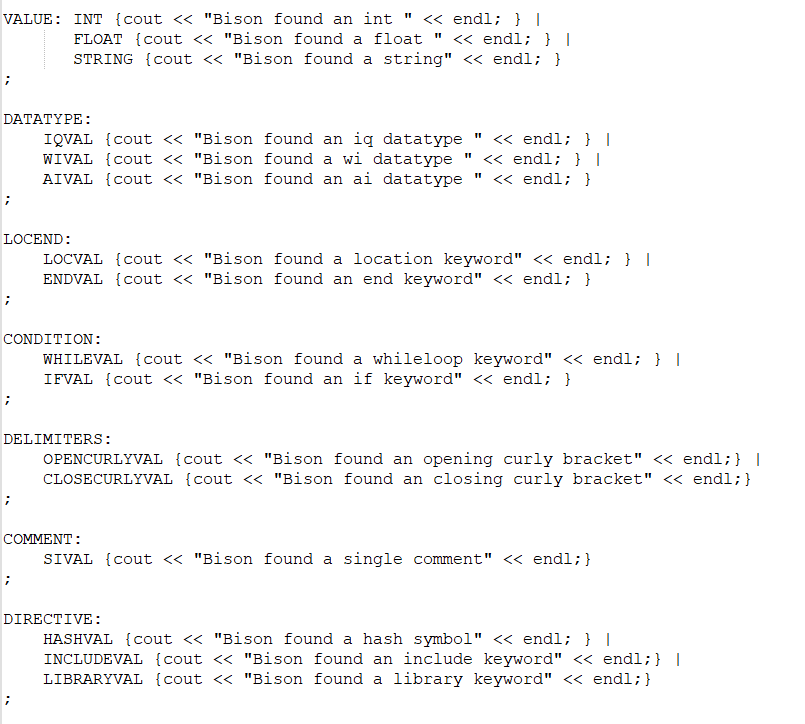 VALUE: INT {cout << "Bison found an int " << endl; } |
       FLOAT {cout << "Bison found a float " << endl; } |
       STRING {cout << "Bison found a string" << endl; }
;

DATATYPE:
    IQVAL {cout << "Bison found an iq datatype " << endl; } |
    WIVAL {cout << "Bison found a wi datatype " << endl; } |
    AIVAL {cout << "Bison found an ai datatype " << endl; }
;

LOCEND:
    LOCVAL {cout << "Bison found a location keyword" << endl; } |
    ENDVAL {cout << "Bison found an end keyword" << endl; }
;

CONDITION:
    WHILEVAL {cout << "Bison found a whileloop keyword" << endl; } |
    IFVAL {cout << "Bison found an if keyword" << endl; }
;

DELIMITERS:
    OPENCURLYVAL {cout << "Bison found an opening curly bracket" << endl;} |
    CLOSECURLYVAL {cout << "Bison found an closing curly bracket" << endl;}
;

COMMENT:
    SIVAL {cout << "Bison found a single comment" << endl;}
;

DIRECTIVE:
    HASHVAL {cout << "Bison found a hash symbol" << endl; } |
    INCLUDEVAL {cout << "Bison found an include keyword" << endl;} |
    LIBRARYVAL {cout << "Bison found a library keyword" << endl;}
;